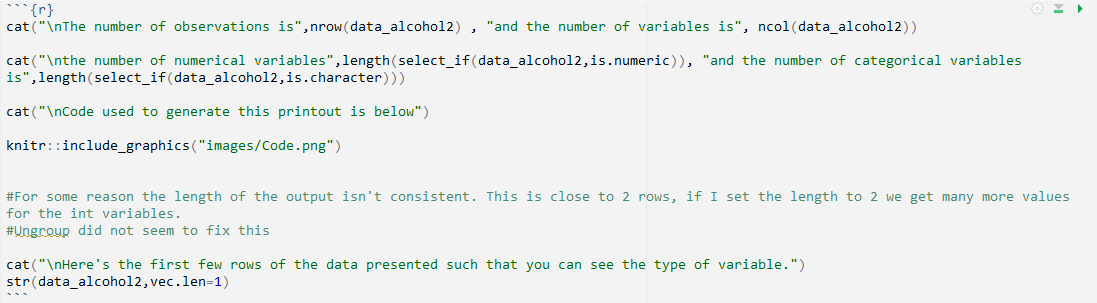 ```{r}
cat("\nThe number of observations is",nrow(data_alcohol2) , "and the number of variables is", ncol(data_alcohol2))
cat("\nthe number of numerical variables",length(select_if(data_alcohol2,is.numeric)), "and the number of categorical variables
is",length(select_if(data_alcohol2,is.character)))
cat("\nCode used to generate this printout is below")
knitr::include_graphics("images/Code.png")
#For some reason the length of the output isn't consistent. This is close to 2 rows, if I set the length to 2 we get many more values
for the int variables.
#Ungroup did not seem to fix this
cat("\nHere's the first few rows of the data presented such that you can see the type of variable.")
str(data_alcohol2,vec.len=1)
```